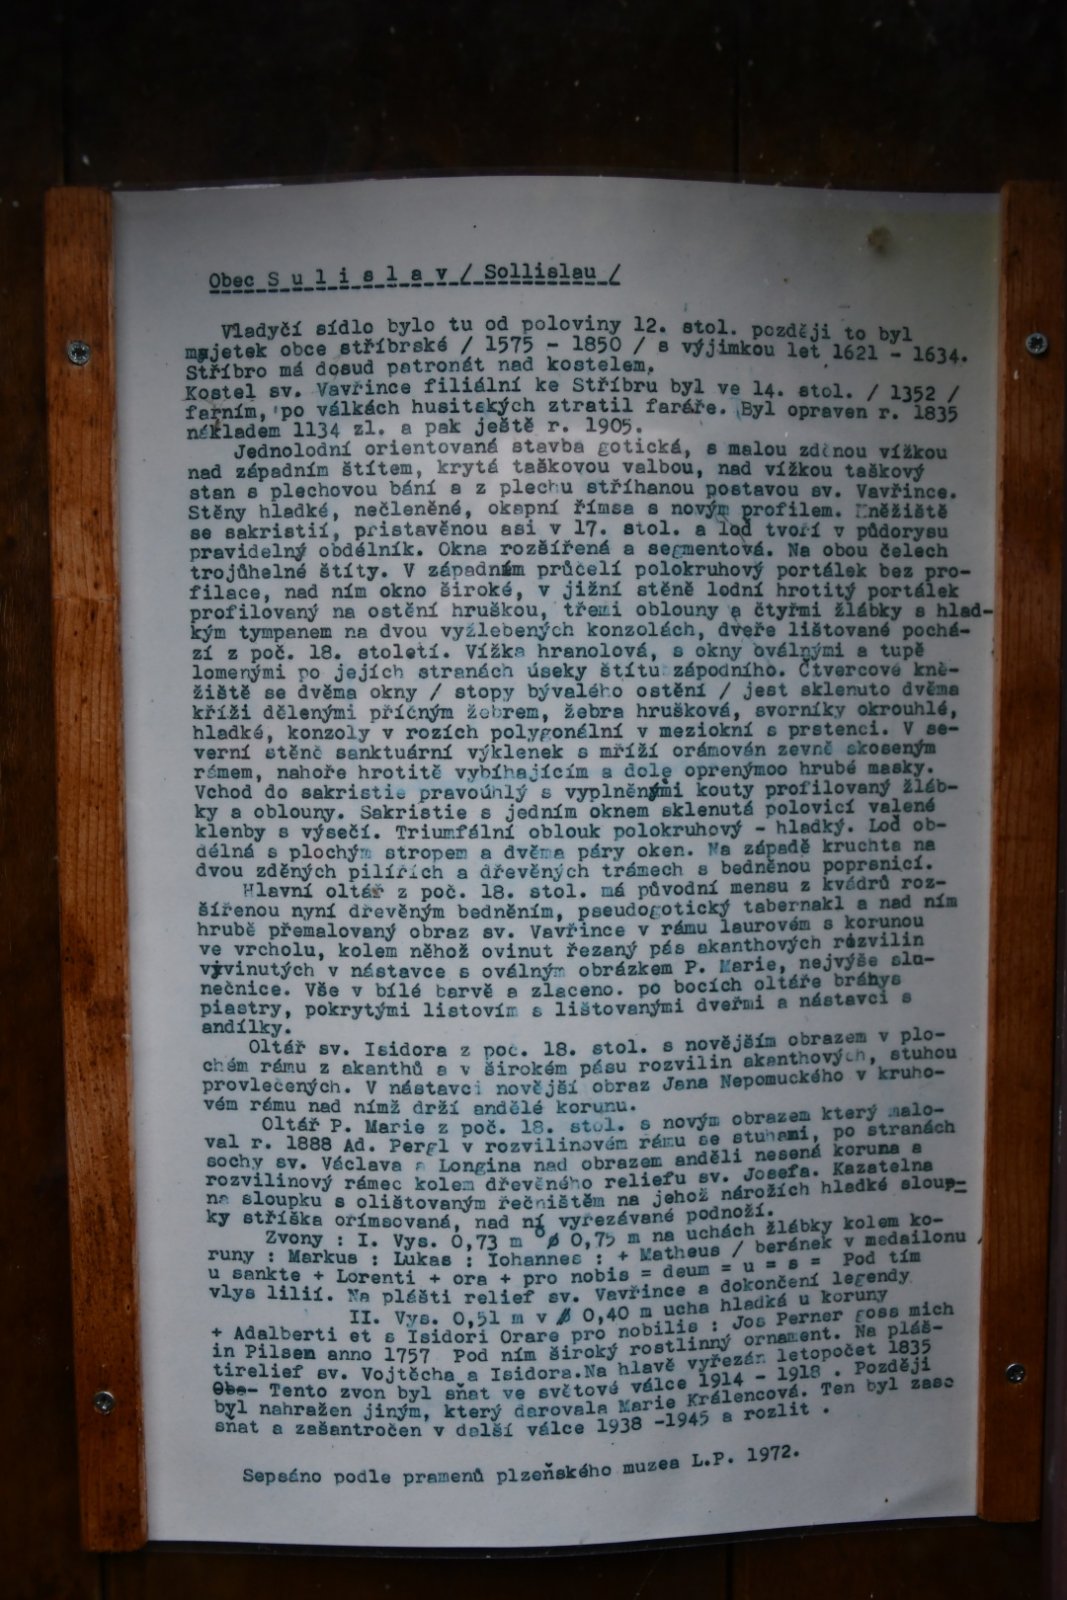 Obec S u l i s l a v / Sollislau /
Vladyčí sídlo bylo tu od poloviny 12. stol. později to byl
majetek obce stříbrské / 1575 - 1850 / s výjimkou let 1621 - 1634.
Stříbro má dosud patronát nad kostelem.
Kostel sv. Vavřince filiální ke Stříbru byl ve 14. stol. / 1352 /
farním, po válkách husitských ztratil faráře. Byl opraven r. 1835
nákladem 1134 zl. a pak ještě r. 1905.
Jednolodní orientovaná stavba gotická, s malou zděnou vížkou
nad západním štítem, krytá taškovou valbou, nad vížkou taškový
stan s plechovou bání a z plechu stříhanou postavou sv. Vavřince.
Stěny hladké, nečleněné, okapní římsa s novým profilem. Kněžiště
se sakristií, pristavěnou asi v 17. stol. a loď tvoří v půdorysu
pravidelný obdélník. Okna rozšířená a segmentová. Na obou čelech
trojůhelné štíty. V západním průčelí polokruhový portálek bez pro-
filace, nad ním okno široké, v jižní stěně lodní hrotitý portálek
profilovaný na ostění hruškou, třemi oblouny a čtyřmi žlábky s hlad-
kým tympanem na dvou vyžlebených konzolách, dveře lištované pochá-
zí z poč. 18. století. Vížka hranolová, s okny oválnými a tupě
lomenými po jejích stranách úseky štítu západního. Čtvercové kně-
žiště se dvěma okny / stopy bývalého ostění / jest sklenuto dvěma
kříži dělenými příčným žebrem, žebra hrušková, svorníky okrouhlé,
hladké, konzoly v rozích polygonální v meziokní s prstenci. V se-
verní stěně sanktuární výklenek s mříží orámován zevně skoseným
rámem, nahoře hrotitě vybíhajícím a dole oprenýmoo hrubé masky.
Vchod do sakristie pravoúhlý s vyplněnými kouty profilovaný žláb-
ky a oblouny. Sakristie s jedním oknem sklenutá polovicí valené
klenby s výsečí. Triumfální oblouk polokruhový - hladký. Loď ob-
délná s plochým stropem a dvěma páry oken. Na západě kruchta na
dvou zděných pilířích a dřevěných trámech s bedněnou poprsnicí.
Hlavní oltář z poč. 18. stol. má původní mensu z kvádrů roz-
šířenou nyní dřevěným bedněním, pseudogotický tabernakl a nad ním
hrubě přemalovaný obraz sv. Vavřince v rámu laurovém s korunou
ve vrcholu, kolem něhož ovinut řezaný pás akanthových rozvilin
vyvinutých v nástavce s oválným obrázkem P. Marie, nejvýše slu-
nečnice. Vše v bílé barvě a zlaceno. po bocích oltáře bráhys
piastry, pokrytými listovím s lištovanými dveřmi a nástavci s
andílky.
Oltář sv. Isidora z poc. 18. stol. s novějším obrazem v plo-
chém rámu z akanthů a v širokém pásu rozvilin akanthových, stuhou
provlečených. V nástavci novější obraz Jana Nepomuckého v kruho-
vém rámu nad nímž drží andělé korunu.
Oltář P. Marie z poč. 18. stol. s novým obrazem který malo-
val r. 1888 Ad. Pergl v rozvilinovém rámu se stuhami, po stranách
sochy sv. Václava a Longina nad obrazem anděli nesená koruna a
rozvilinový rámec kolem dřevěného reliefu sv. Josefa. Kazatelna
na sloupku s olištovaným řečništěm na jehož nárožích hladké sloup-
ky stříška orímsovaná, nad ní vyřezávané podnoží.
Zvony : I. Vys. 0,73 m ø 0,75 m na uchách žlábky kolem ko-
runy : Markus : Lukas : Iohannes : + Matheus / beránek v medailonu /
u sankte + Lorenti + ora + pro nobis = deum = u = s = Pod tím
vlys lilií. Na plášti relief sv. Vavřince a dokončení legendy
II. Vys. 0,51 m v ø 0,40 m ucha hladká u koruny
+ Adalberti et s Isidori Orare pro nobilis : Jos Perner goss mich
in Pilsen anno 1757 Pod ním široký rostlinný ornament. Na pláš-
tirelief sv. Vojtěcha a Isidora.Na hlavě vyřezán letopočet 1835
Obe- Tento zvon byl sňat ve světové válce 1914 - 1918 . Později
byl nahražen jiným, který darovala Marie Králencová. Ten byl zase
snat a zašantročen v další válce 1938 -1945 a rozlit .
Sepsáno podle pramenů plzeňského muzea L.P. 1972.